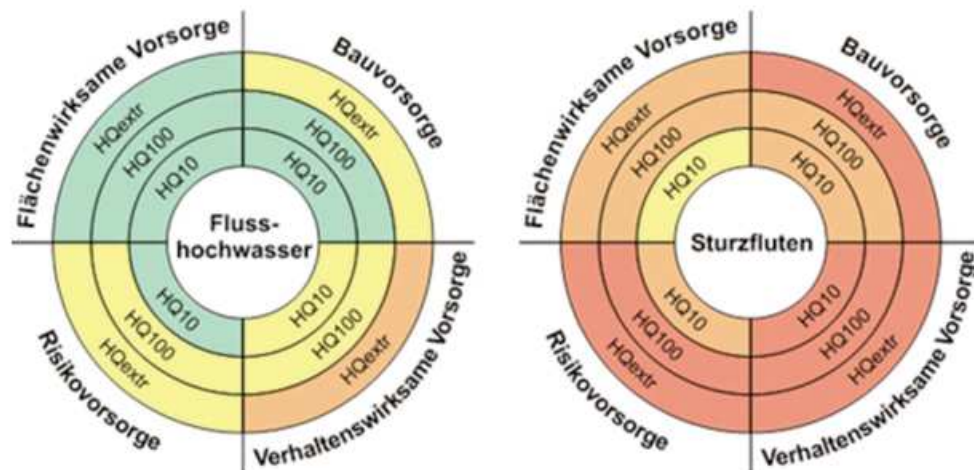 Flächenwirksame Vorsorge
Bauvorsorge
HQextr
HQ100
HQ10
HQextr
HQ100
HQ10
Fluss-
hochwasser
HQ10
HQ100
HQextr
HQ10
HQ100
HQextr
Risikovorsorge
Verhaltenswirksame Vorsorge
Flächenwirksame Vorsorge
Bauvorsorge
HQextr
HQ100
HQ10
HQextr
HQ100
HQ10
Sturzfluten
HQ10
HQ100
HQextr
HQ10
HQ100
HQextr
Risikovorsorge
Verhaltenswirksame Vorsorge